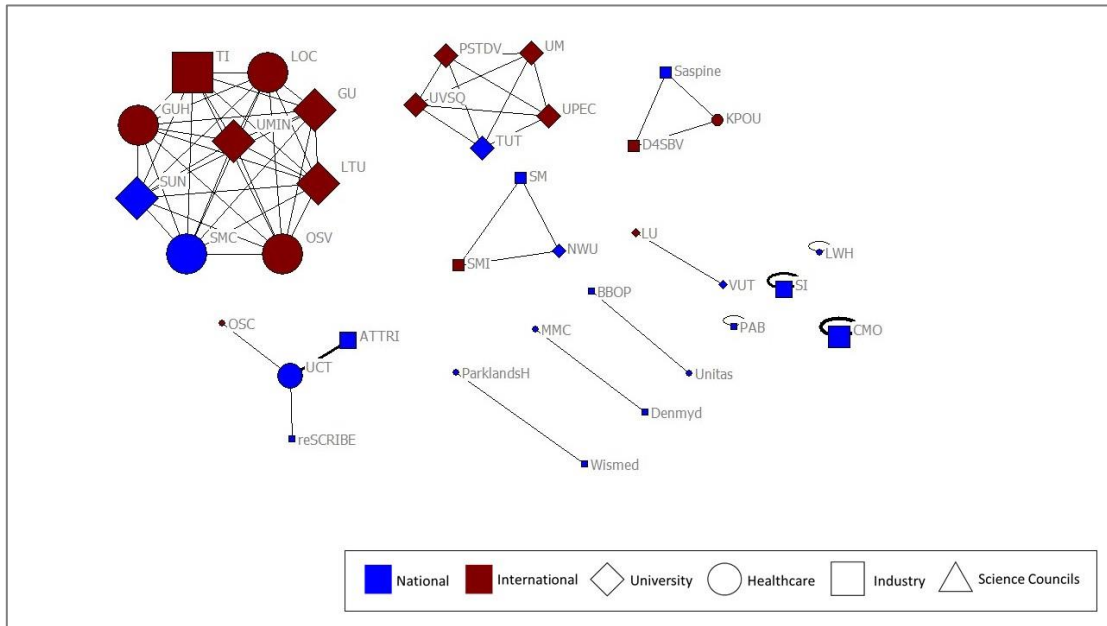 TI
LOC
GUH
GU
UMIN
SUN
LTU
SMC
OSV
PSTDV
UM
UVSQ
UPEC
TUT
Saspine
KPOU
D4SBV
SM
SMI
NWU
LU
VUT
LWH
SI
PAB
CMO
OSC
ATTRI
UCT
reSCRIBE
BBOP
MMC
Unitas
ParklandsH
Denmyd
Wismed
National International University Healthcare Industry Science Councils